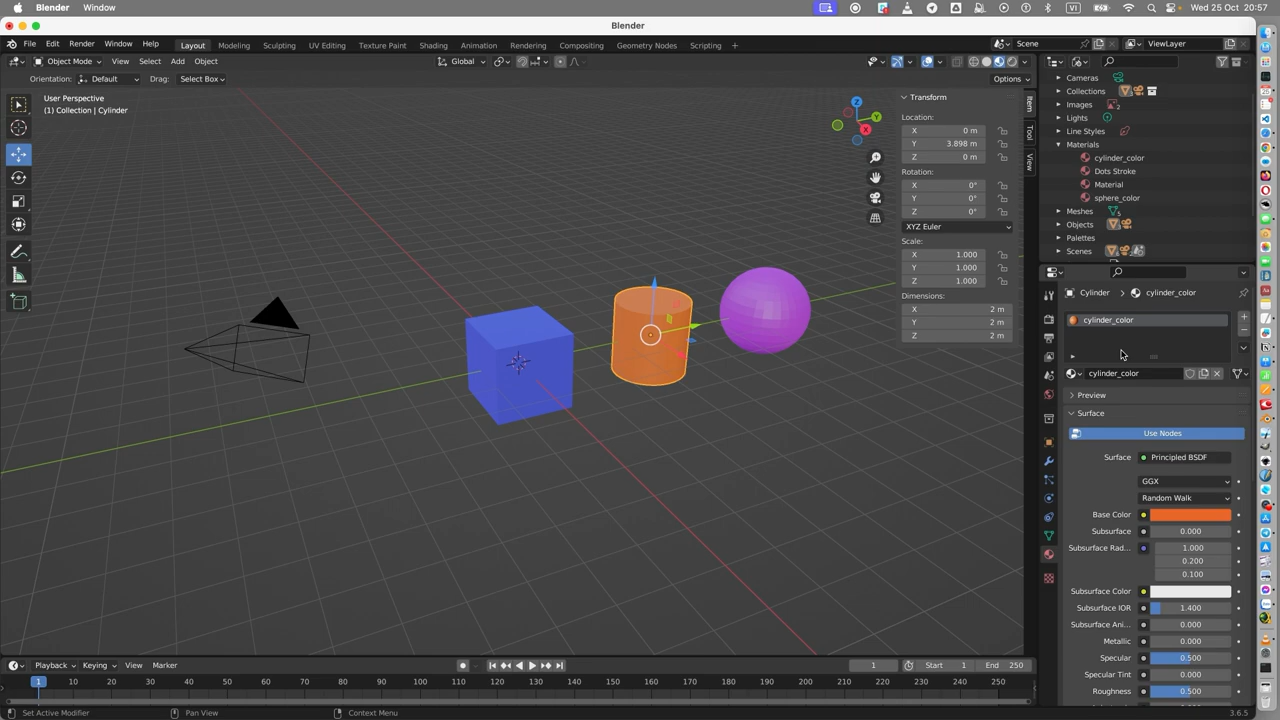 Blender Window
VI
Wed 25 Oct 20:57
Blender
File Edit Render Window Help
Layout Modeling Sculpting UV Editing Texture Paint Shading Animation Rendering Compositing Geometry Nodes Scripting +
Scene
ViewLayer
Object Mode View Select Add Object
Global
Orientation: Default Drag: Select Box
Options
User Perspective
(1) Collection | Cylinder
Z
Y
X
Transform
Location:
X 0 m
Y 3.898 m
Z 0 m
Rotation:
X 0°
Y 0°
Z 0°
XYZ Euler
Scale:
X 1.000
Y 1.000
Z 1.000
Dimensions:
X 2 m
Y 2 m
Z 2 m
Item
Tool
View
Cameras
Collections
Images
Lights
Line Styles
Materials
cylinder_color
Dots Stroke
Material
sphere_color
Meshes
Objects
Palettes
Scenes
Cylinder > cylinder_color
cylinder_color
cylinder_color
Preview
Surface
Use Nodes
Surface Principled BSDF
GGX
Random Walk
Base Color
Subsurface 0.000
Subsurface Rad... 1.000
0.200
0.100
Subsurface Color
Subsurface IOR 1.400
Subsurface Ani... 0.000
Metallic 0.000
Specular 0.500
Specular Tint 0.000
Roughness 0.500
Playback Keying View Marker
1 Start 1 End 250
1 10 20 30 40 50 60 70 80 90 100 110 120 130 140 150 160 170 180 190 200 210 220 230 240 250
Set Active Modifier Pan View Context Menu
3.6.5